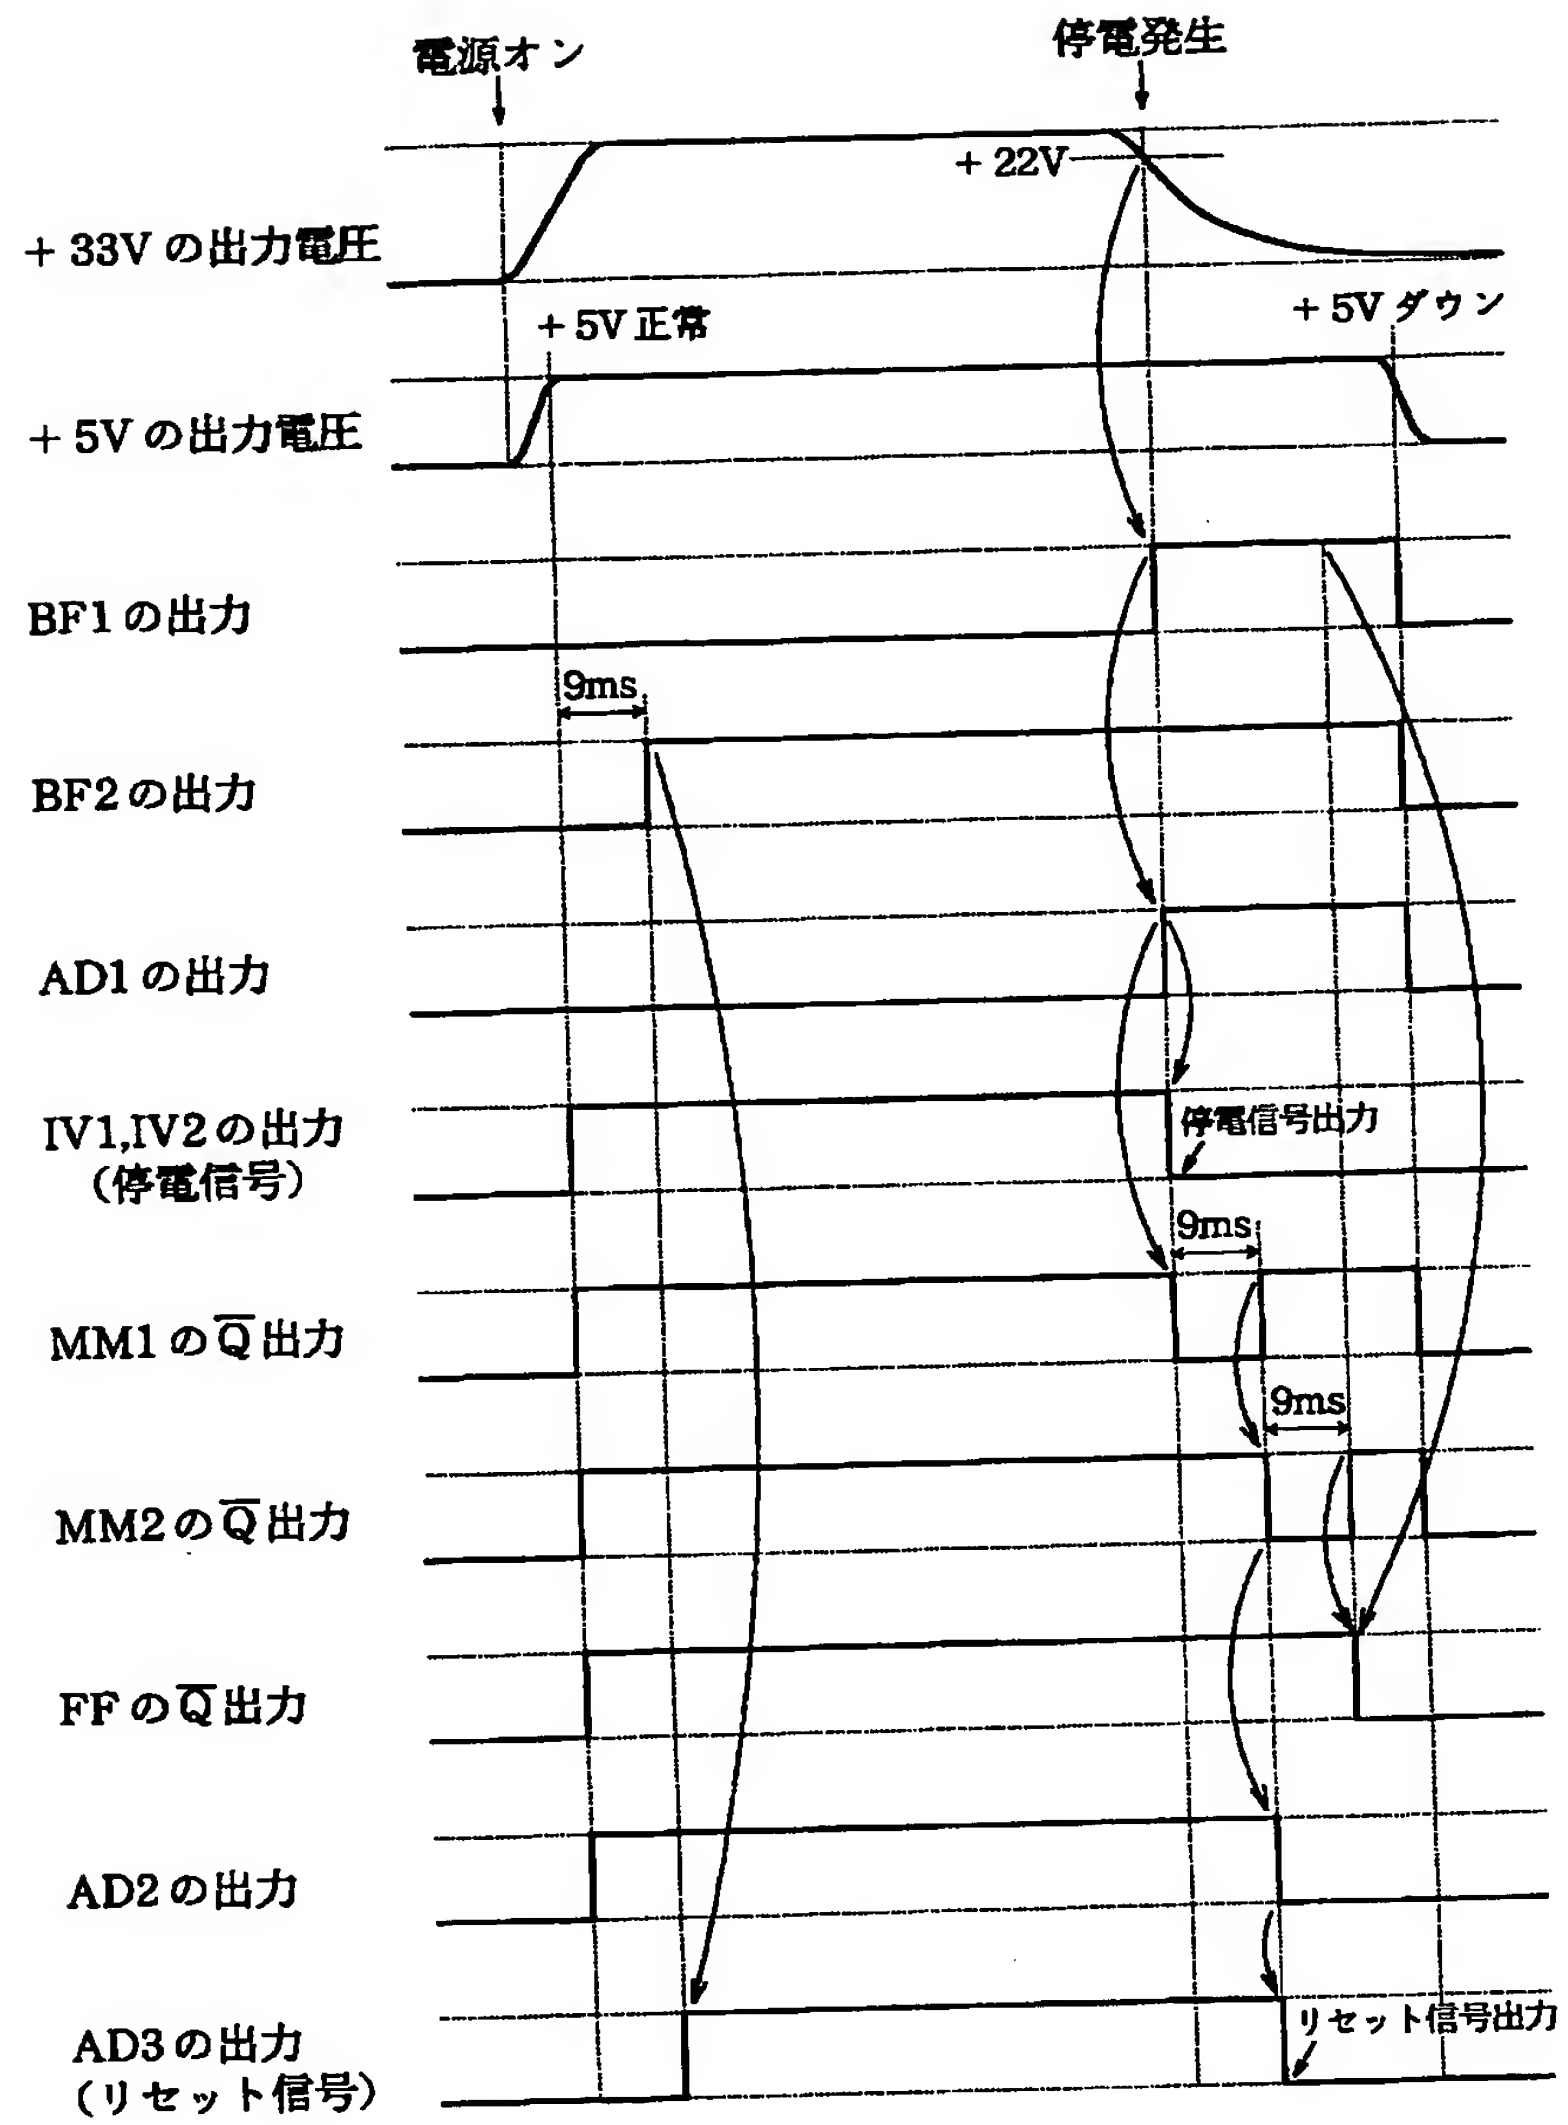 電源オン
停電発生
+22V
+33Vの出力電圧
+5V正常
+5Vダウン
+5Vの出力電圧
BF1の出力
9ms
BF2の出力
AD1の出力
IV1,IV2の出力
(停電信号)
停電信号出力
9ms
MM1のQ̅出力
9ms
MM2のQ̅出力
FFのQ̅出力
AD2の出力
AD3の出力
(リセット信号)
リセット信号出力